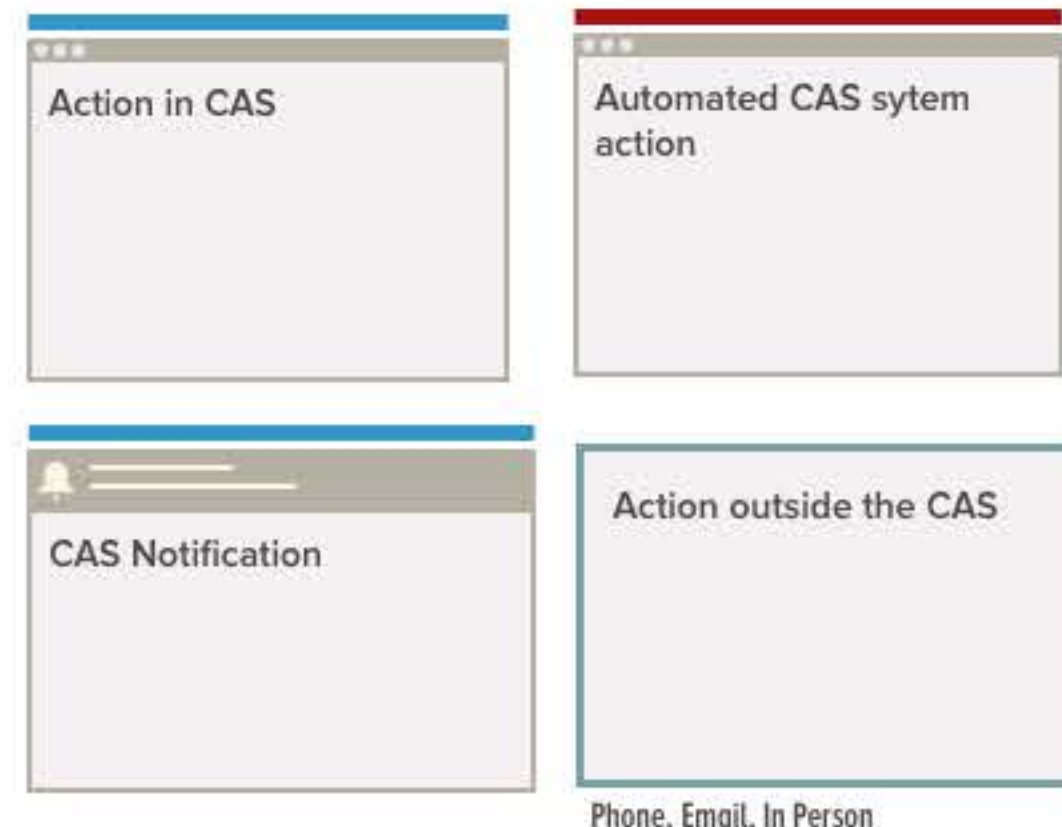 Action in CAS
Automated CAS sytem
action
CAS Notification
Action outside the CAS
Phone, Email, In Person